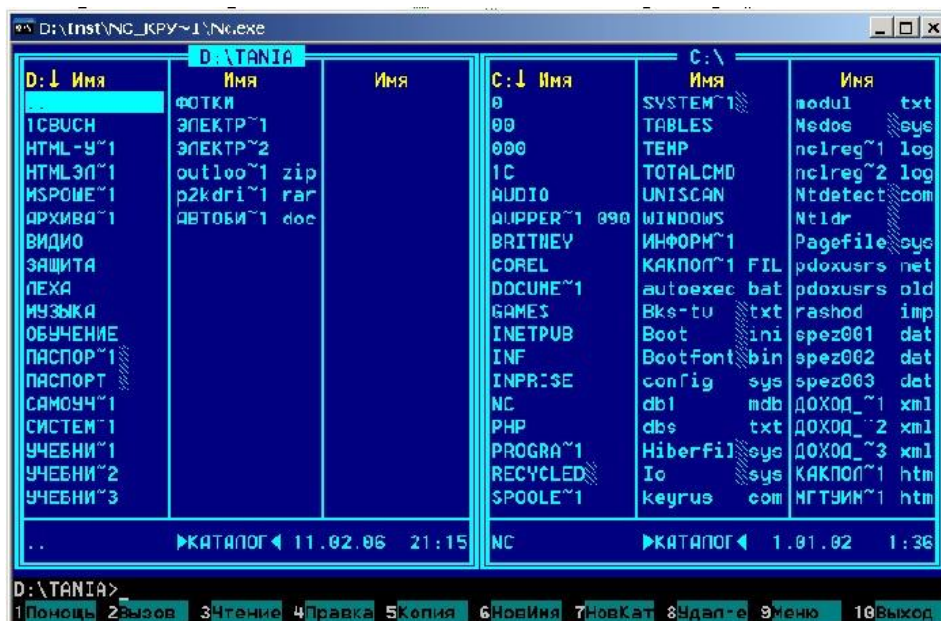 D:\Inst\NC_КРУ~1\Nc.exe
D:\TANIA C:\
D:↓ Имя Имя Имя C:↓ Имя Имя Имя
.. ФОТКИ 0 SYSTEM~1 modul txt
1CBUCH ЭЛЕКТР~1 00 TABLES Msdos sys
HTML-У~1 ЭЛЕКТР~2 000 TEMP nclreg~1 log
HTMLЭЛ~1 outloo~1 zip 1C TOTALCMD nclreg~2 log
MSPOWE~1 p2kdri~1 rar AUDIO UNISCAN Ntdetect com
АРХИВА~1 АВТОБИ~1 doc AVPPER~1 090 WINDOWS Ntldr
ВИДИО BRITNEY ИНФОРМ~1 Pagefile sys
ЗАЩИТА COREL КАКПОЛ~1 FIL pdoxusrs net
ЛЕХА DOCUME~1 autoexec bat pdoxusrs old
МУЗЫКА GAMES Bks-tu txt rashod imp
ОБУЧЕНИЕ INETPUB Boot ini spez001 dat
ПАСПОР~1 INF Bootfont bin spez002 dat
ПАСПОРТ INPRISE config sys spez003 dat
САМОУЧ~1 NC db1 mdb ДОХОД_~1 xml
СИСТЕМ~1 PHP dbs txt ДОХОД_~2 xml
УЧЕБНИ~1 PROGRA~1 Hiberfil sys ДОХОД_~3 xml
УЧЕБНИ~2 RECYCLED Io sys КАКПОЛ~1 htm
УЧЕБНИ~3 SPOOLE~1 keyrus com МГТУИМ~1 htm
.. ►КАТАЛОГ◄ 11.02.06 21:15 NC ►КАТАЛОГ◄ 1.01.02 1:36
D:\TANIA>_
1Помощь 2Вызов 3Чтение 4Правка 5Копия 6НовИмя 7НовКат 8Удал-е 9Меню 10Выход